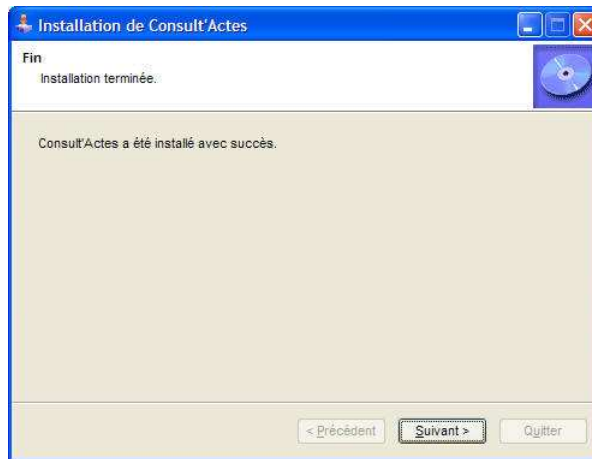 Installation de Consult'Actes
Fin
Installation terminée.
Consult'Actes a été installé avec succès.
< Précédent
Suivant >
Quitter